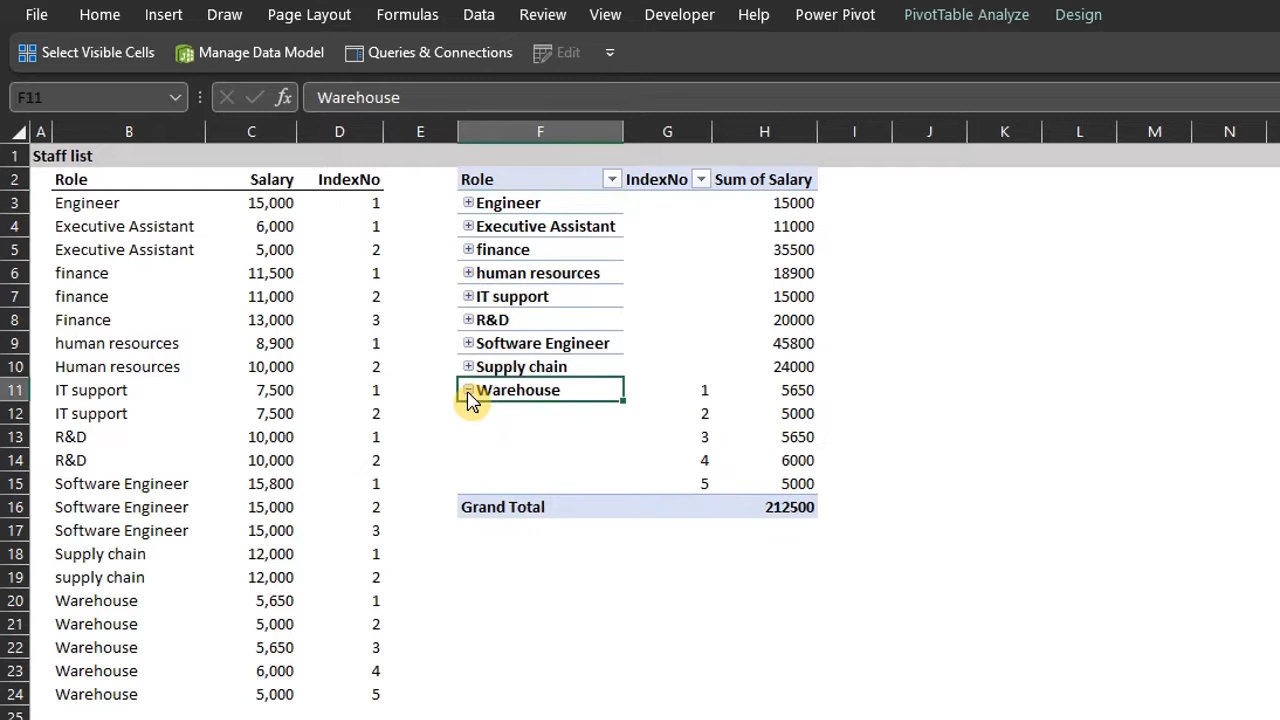 File Home Insert Draw Page Layout Formulas Data Review View Developer Help Power Pivot PivotTable Analyze Design
Select Visible Cells Manage Data Model Queries & Connections Edit
F11 fx Warehouse
A B C D E F G H I J K L M N
1 Staff list
2 Role Salary IndexNo Role IndexNo Sum of Salary
3 Engineer 15,000 1 Engineer 15000
4 Executive Assistant 6,000 1 Executive Assistant 11000
5 Executive Assistant 5,000 2 finance 35500
6 finance 11,500 1 human resources 18900
7 finance 11,000 2 IT support 15000
8 Finance 13,000 3 R&D 20000
9 human resources 8,900 1 Software Engineer 45800
10 Human resources 10,000 2 Supply chain 24000
11 IT support 7,500 1 Warehouse 1 5650
12 IT support 7,500 2 2 5000
13 R&D 10,000 1 3 5650
14 R&D 10,000 2 4 6000
15 Software Engineer 15,800 1 5 5000
16 Software Engineer 15,000 2 Grand Total 212500
17 Software Engineer 15,000 3
18 Supply chain 12,000 1
19 supply chain 12,000 2
20 Warehouse 5,650 1
21 Warehouse 5,000 2
22 Warehouse 5,650 3
23 Warehouse 6,000 4
24 Warehouse 5,000 5
25